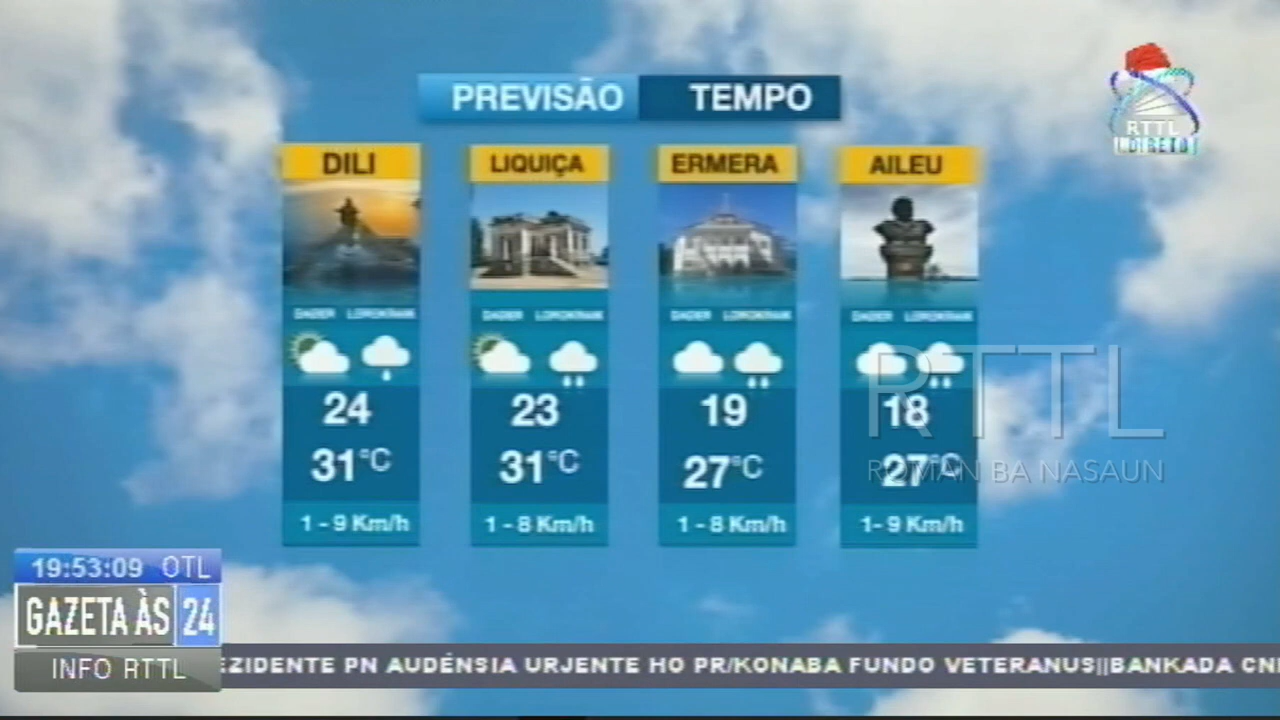 PREVISÃO TEMPO
RTTL
DIRETO
DILI
LIQUIÇA
ERMERA
AILEU
DADER LOROKRAIK
DADER LOROKRAIK
DADER LOROKRAIK
DADER LOROKRAIK
24
23
19
18
31°C
31°C
27°C
27°C
1 - 9 Km/h
1 - 8 Km/h
1 - 8 Km/h
1- 9 Km/h
RTTL
ROMAN BA NASAUN
19:53:09 OTL
GAZETA ÀS 24
INFO RTTL
EZIDENTE PN AUDÉNSIA URJENTE HO PR/KONABA FUNDO VETERANUS||BANKADA CN